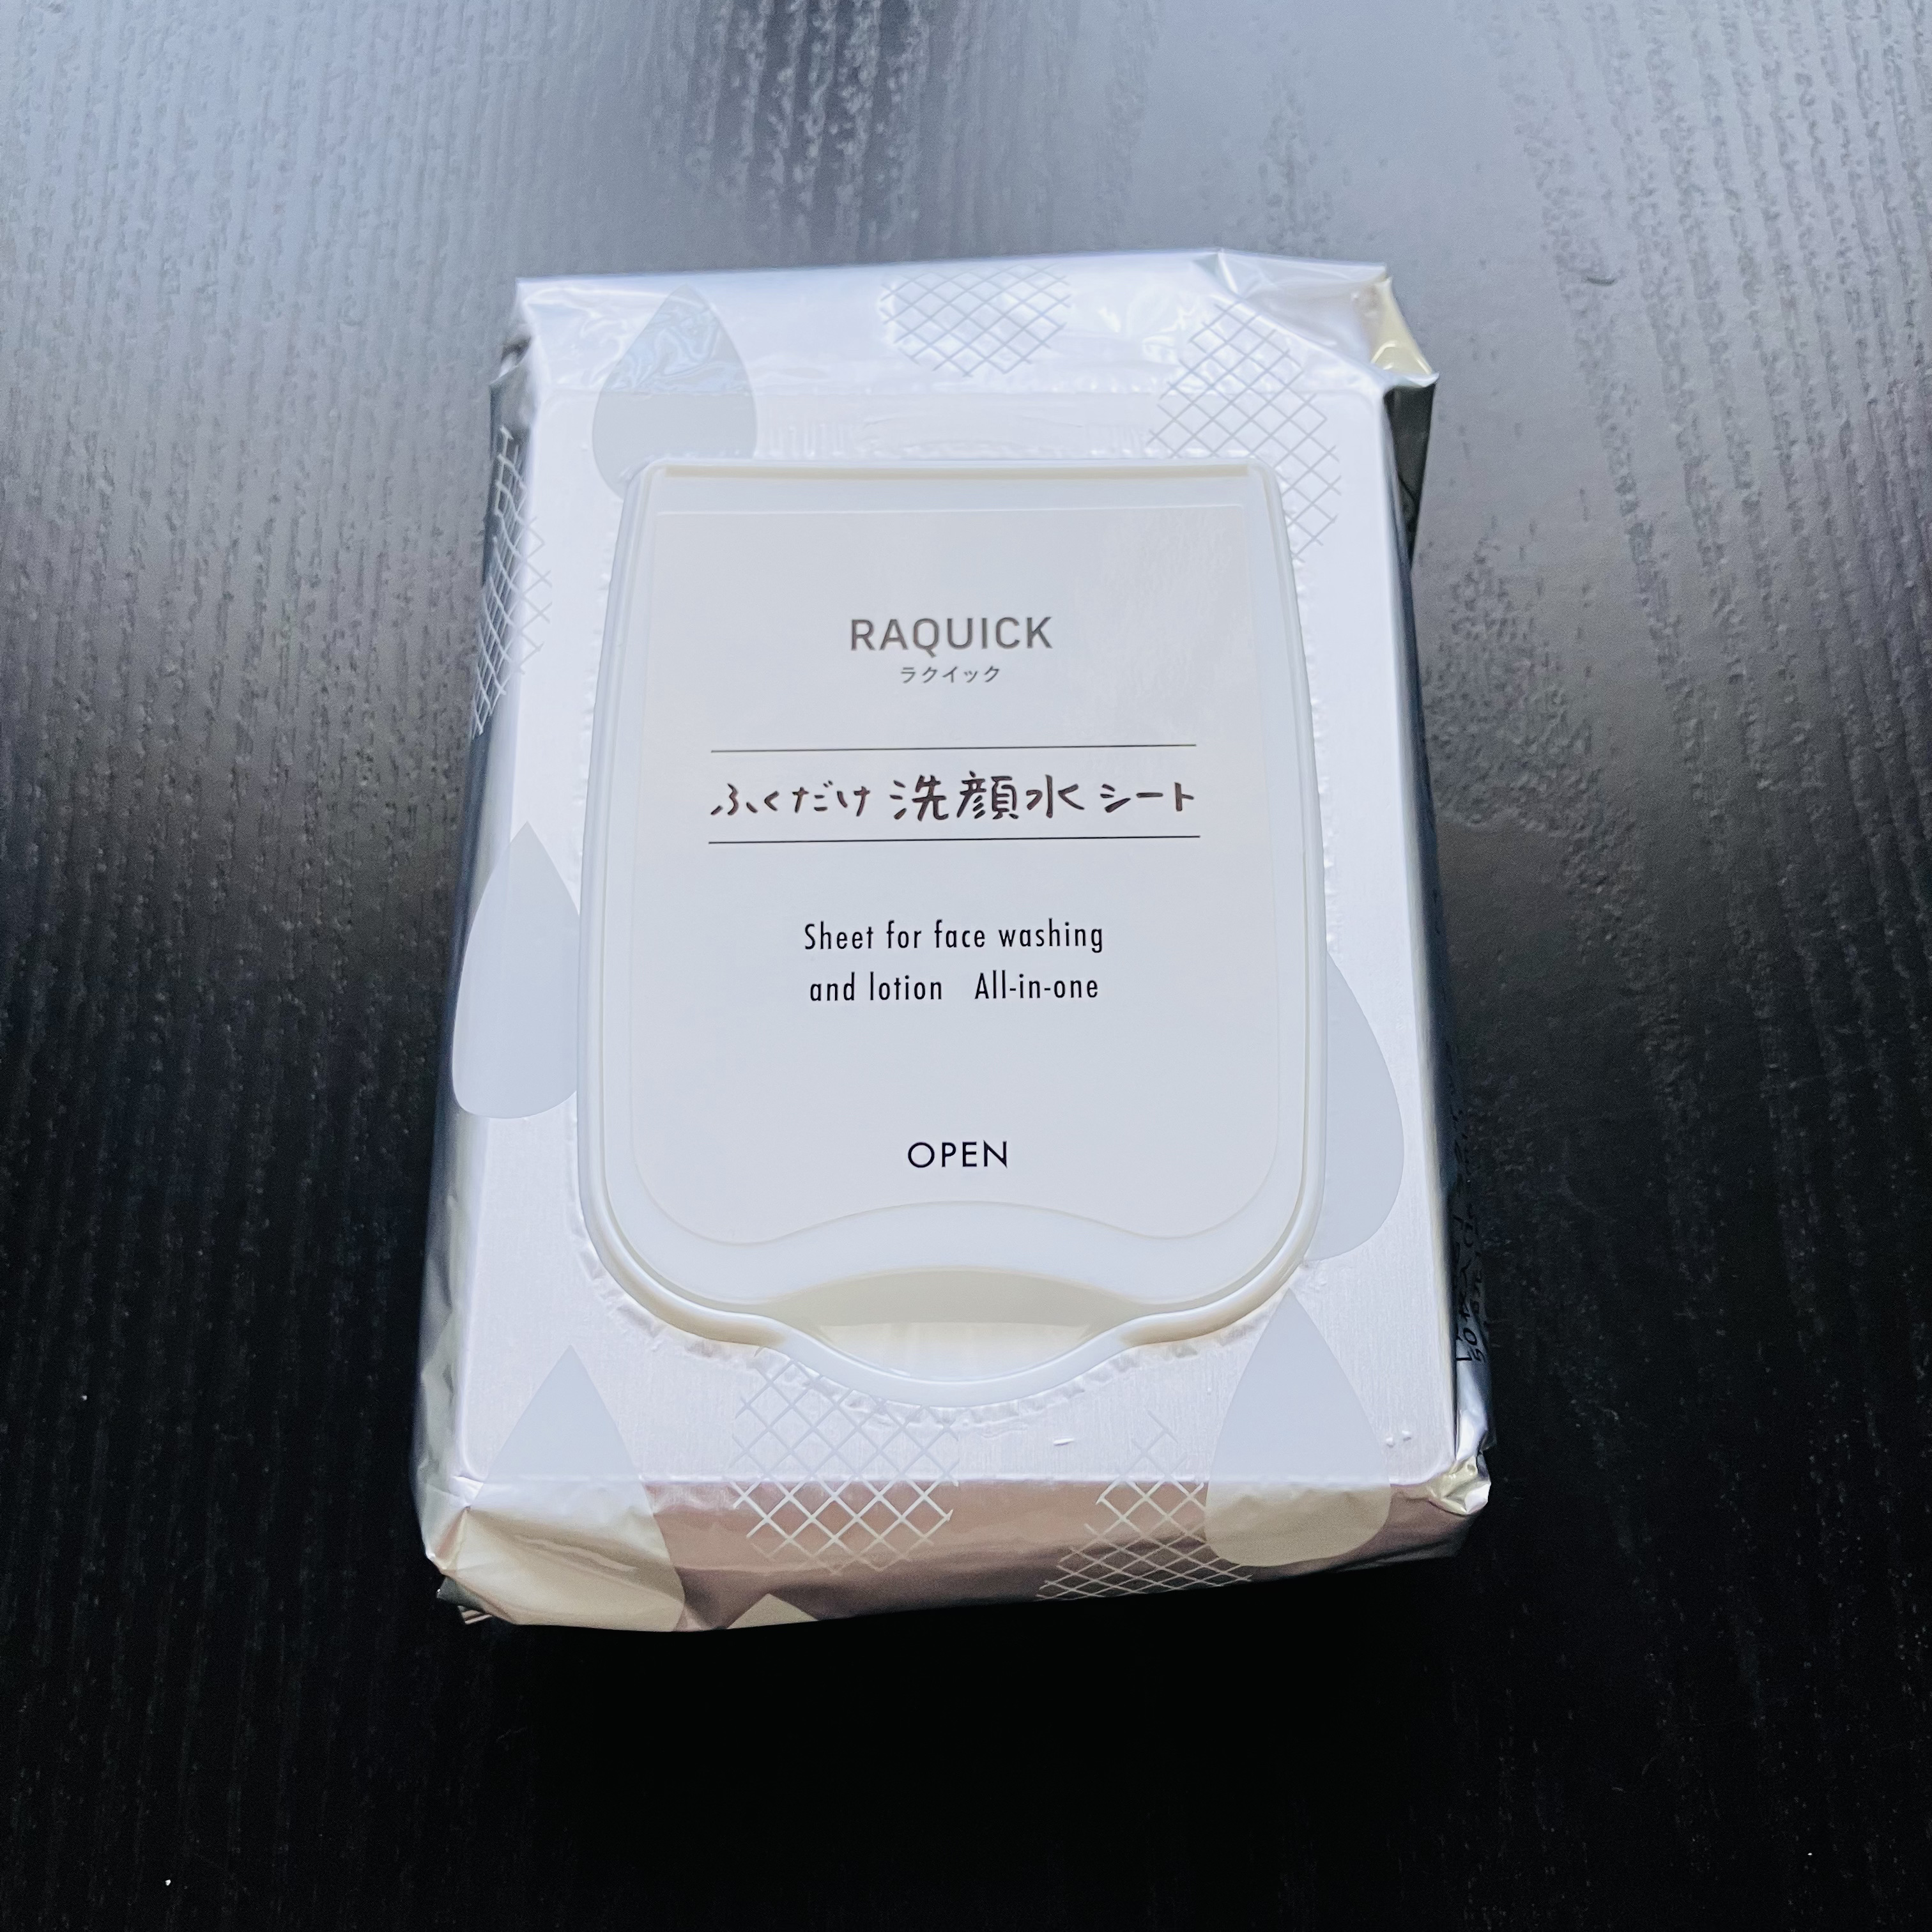 RAQUICK
ラクイック
ふくだけ 洗顔水 シート
Sheet for face washing
and lotion All-in-one
OPEN